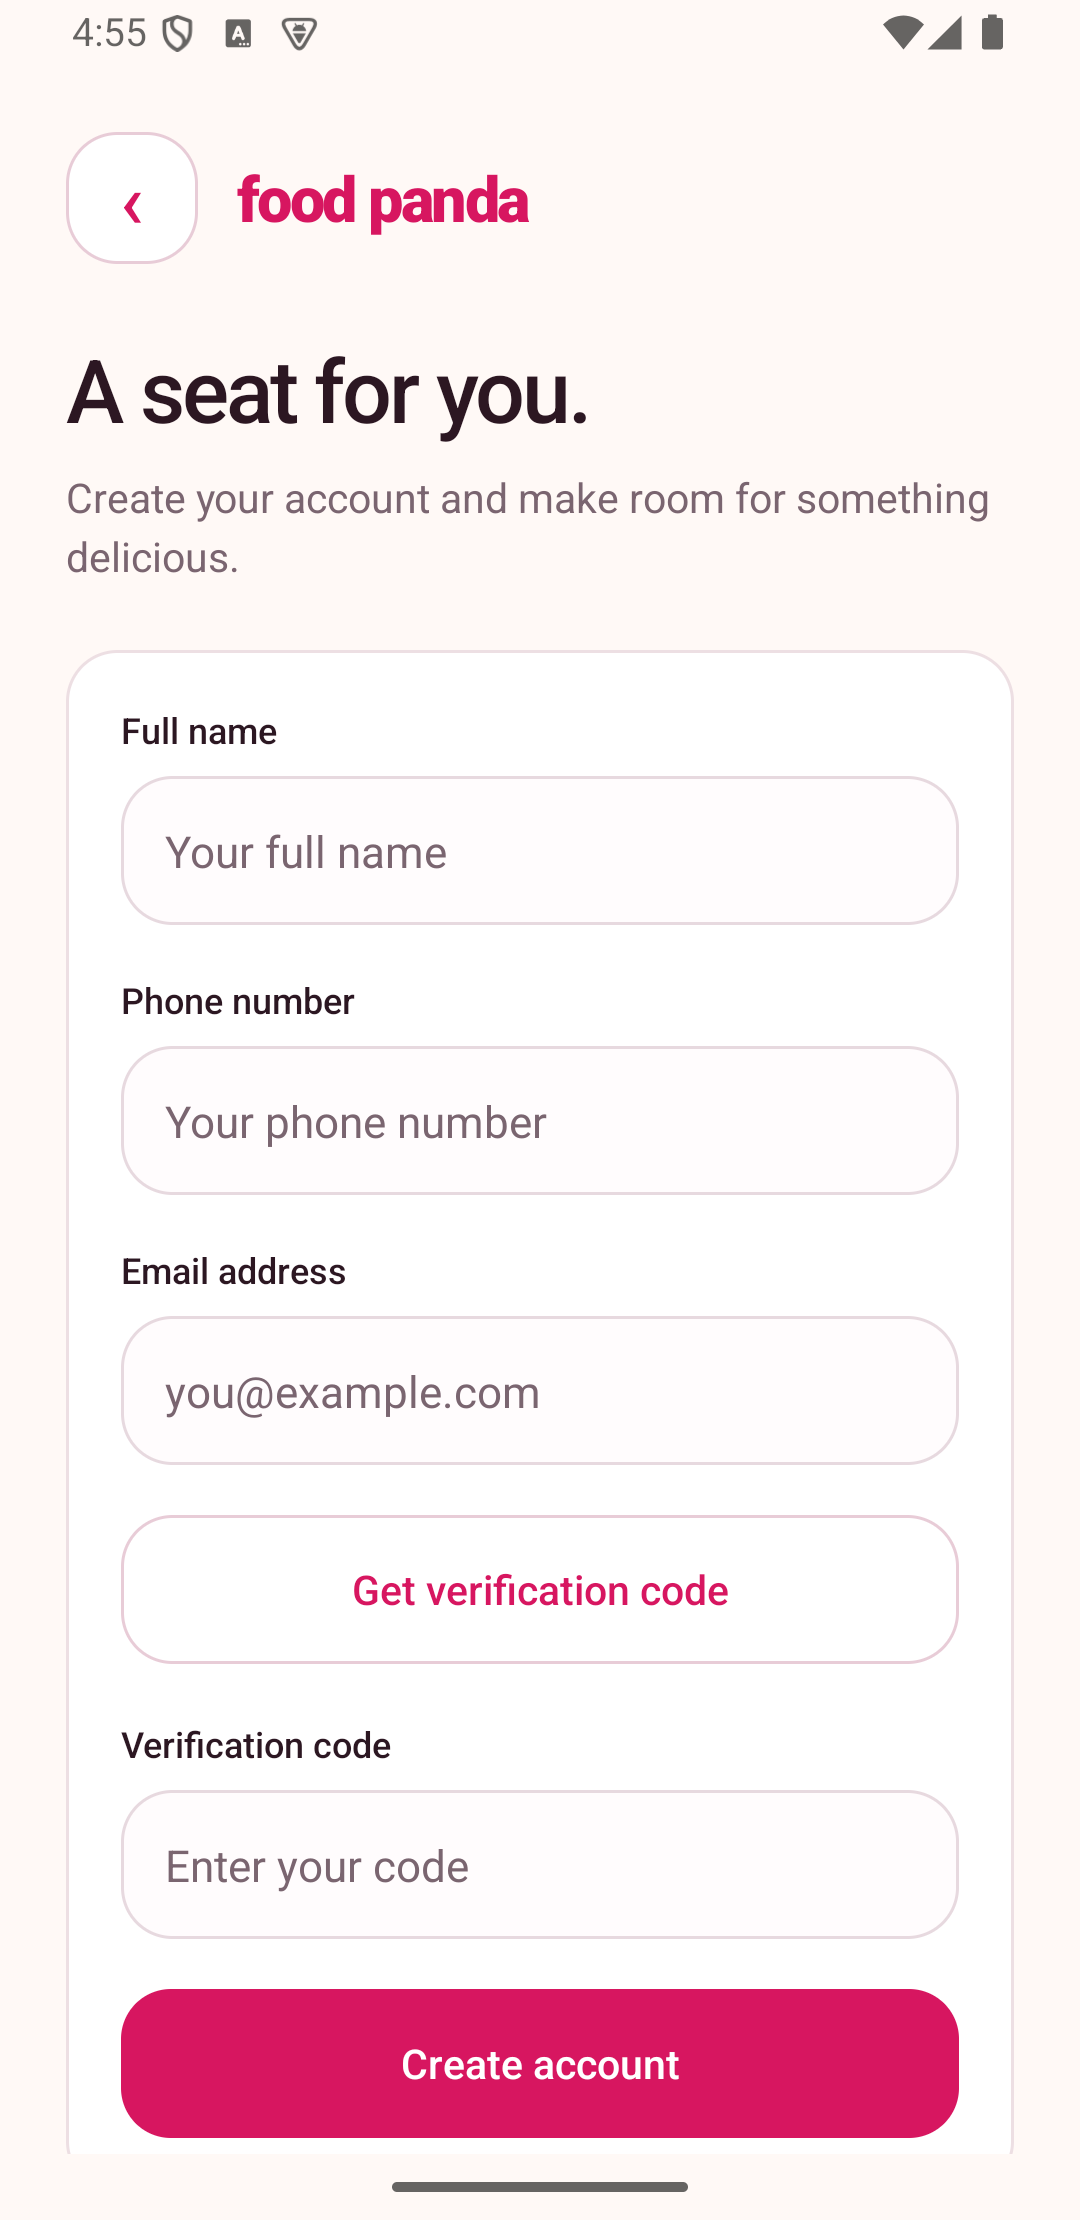 4:55
food panda
A seat for you.
Create your account and make room for something
delicious.
Full name
Your full name
Phone number
Your phone number
Email address
you@example.com
Get verification code
Verification code
Enter your code
Create account